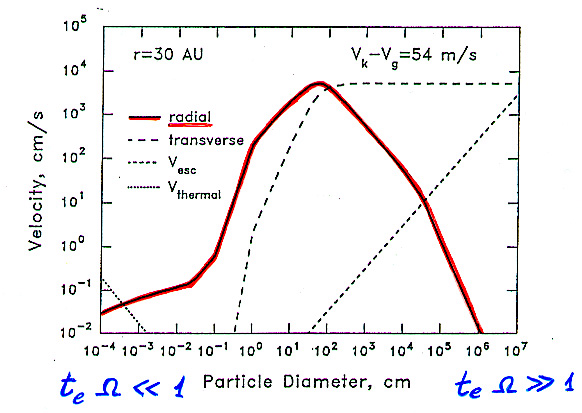 r=30 AU
V_k−V_g=54 m/s
radial
transverse
V_esc
V_thermal
Velocity, cm/s
10^5
10^4
10^3
10^2
10^1
10^0
10^−1
10^−2
10^−4 10^−3 10^−2 10^−1 10^0 10^1 10^2 10^3 10^4 10^5 10^6 10^7
t_e Ω ≪ 1 Particle Diameter, cm t_e Ω ≫ 1